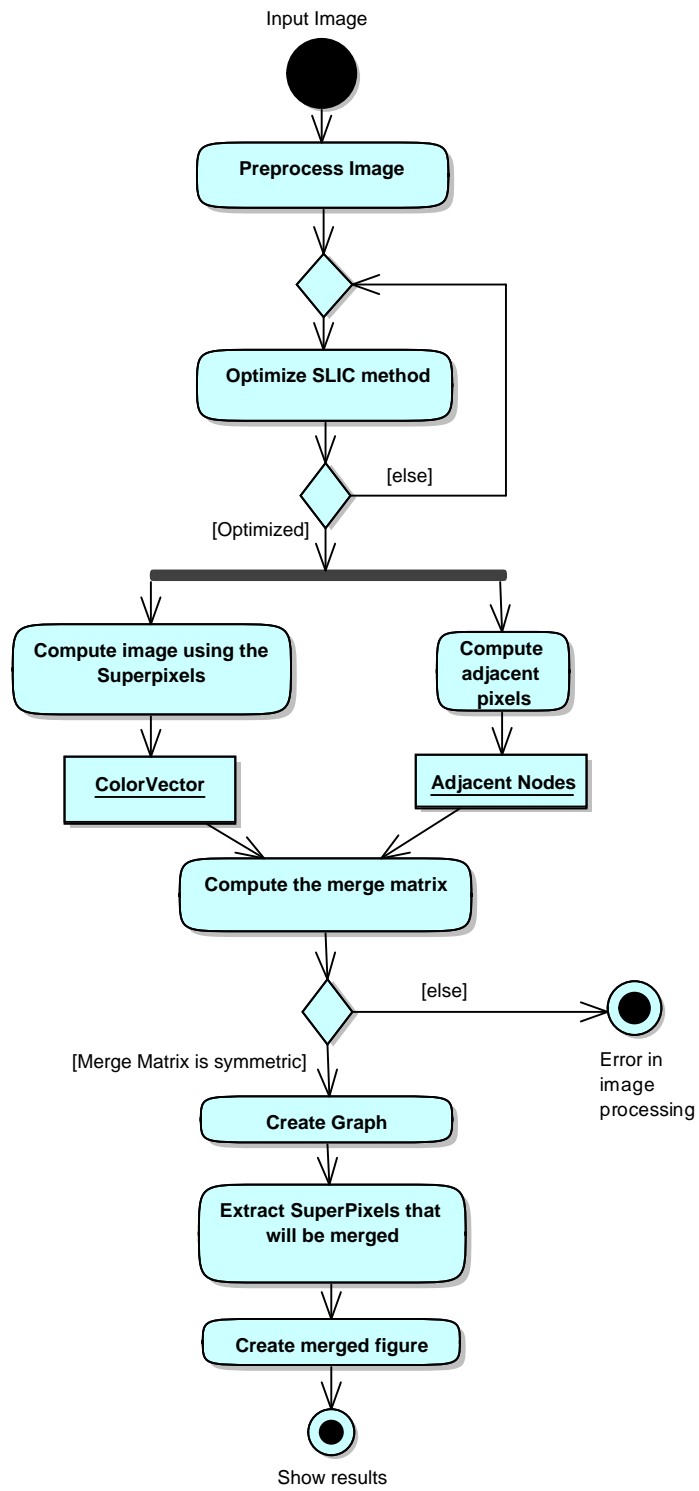 Input Image
Preprocess Image
Optimize SLIC method
[else]
[Optimized]
Compute image using the
Superpixels
Compute
adjacent
pixels
ColorVector
Adjacent Nodes
Compute the merge matrix
[else]
[Merge Matrix is symmetric]
Error in
image
processing
Create Graph
Extract SuperPixels that
will be merged
Create merged figure
Show results